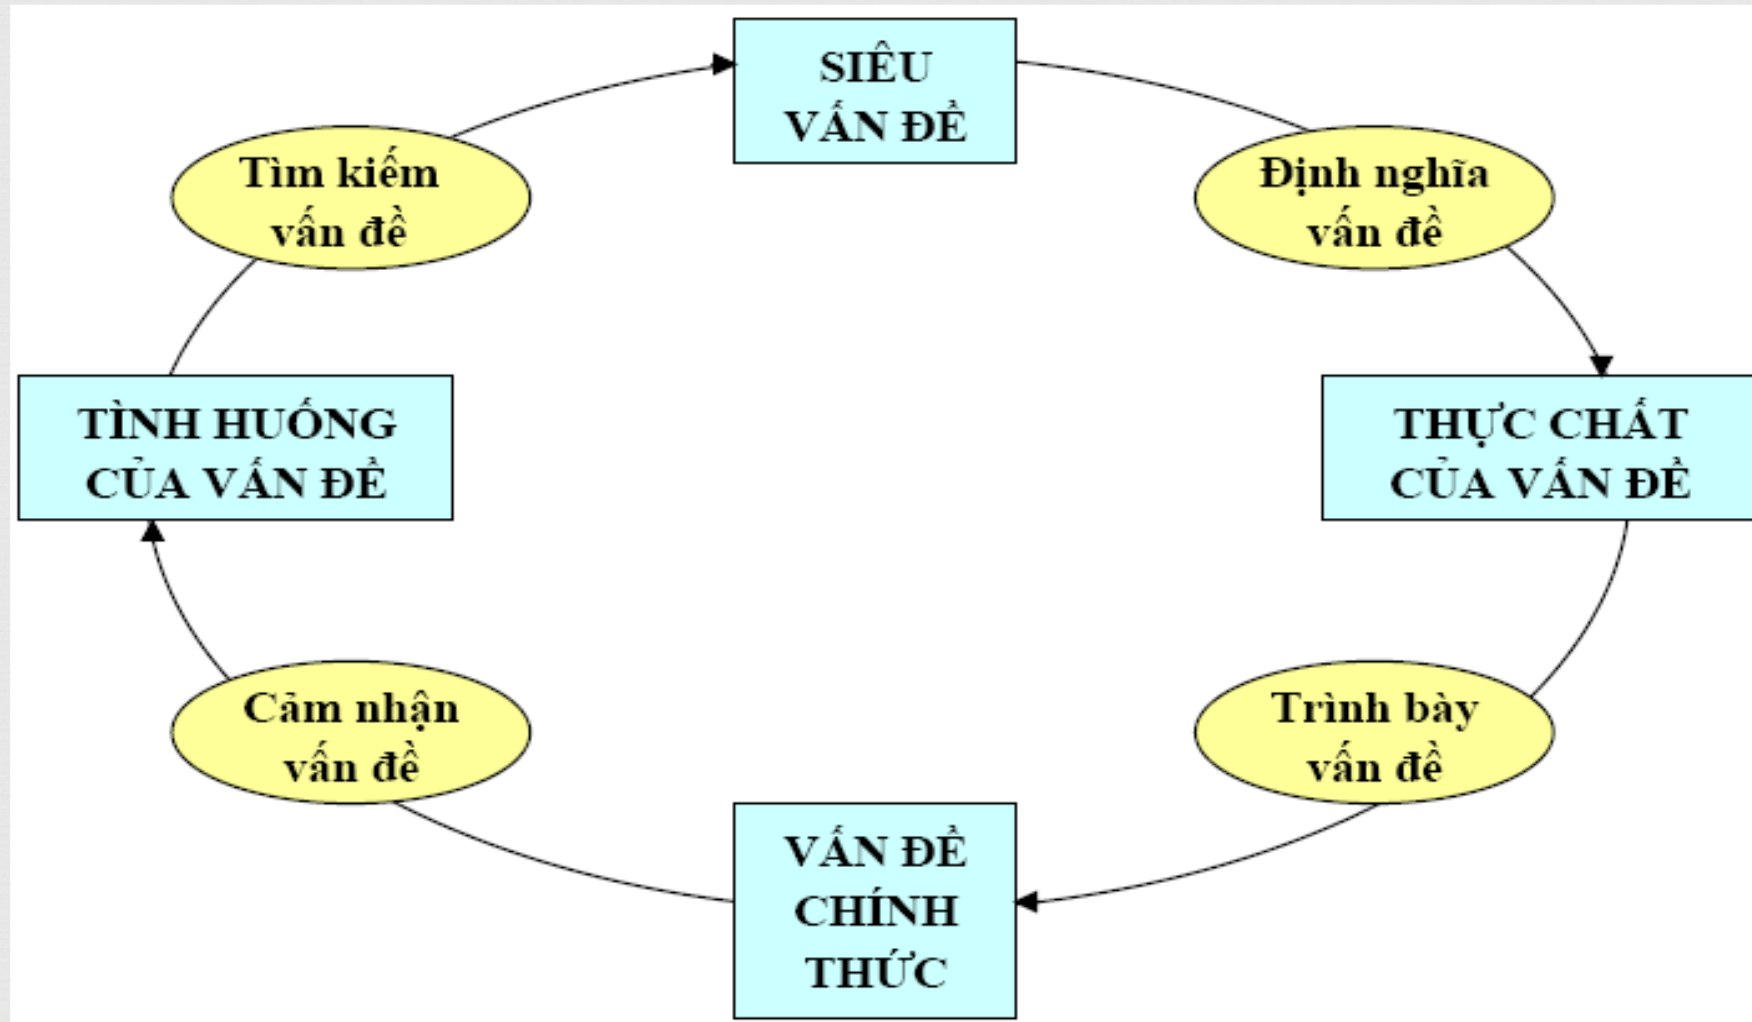 SIÊU
VẤN ĐỀ
Tìm kiếm
vấn đề
Định nghĩa
vấn đề
TÌNH HUỐNG
CỦA VẤN ĐỀ
THỰC CHẤT
CỦA VẤN ĐỀ
Cảm nhận
vấn đề
Trình bày
vấn đề
VẤN ĐỀ
CHÍNH
THỨC